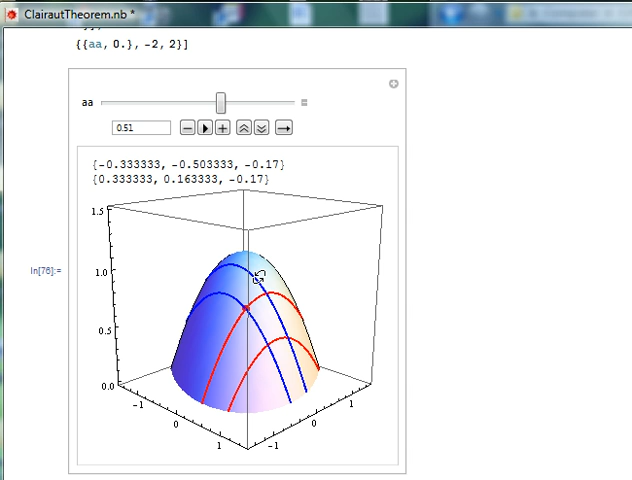 ClairautTheorem.nb *
{{aa, 0.}, -2, 2}]
aa
0.51
{-0.333333, -0.503333, -0.17}
{0.333333, 0.163333, -0.17}
In[76]:=
1.5
1.0
0.5
0.0
-1
0
1
-1
0
1